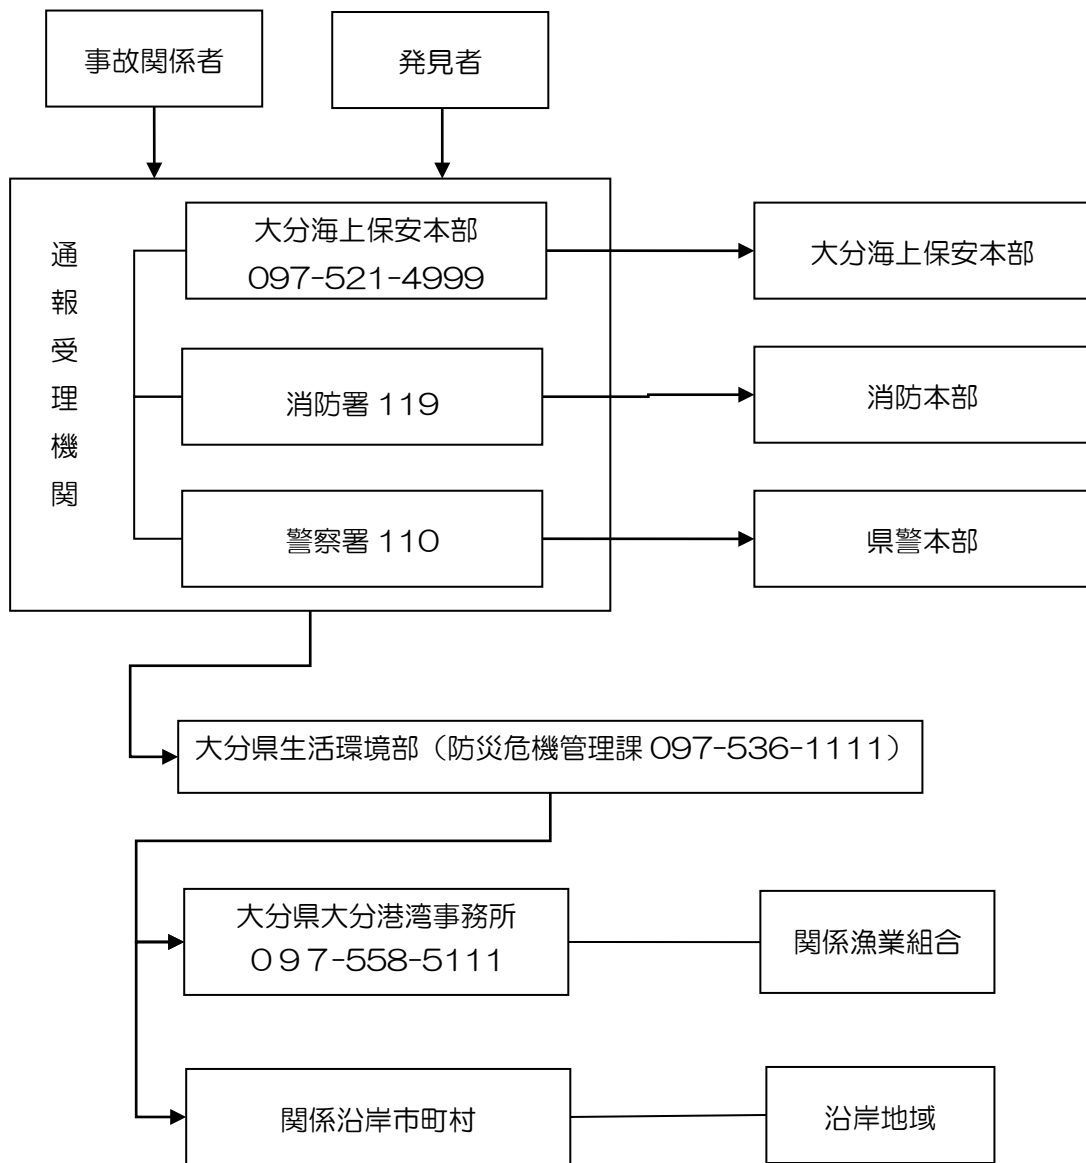 事故関係者
発見者
通報受理機関
大分海上保安本部
097-521-4999
大分海上保安本部
消防署 119
消防本部
警察署 110
県警本部
大分県生活環境部（防災危機管理課 097-536-1111）
大分県大分港湾事務所
０９７-558-5111
関係漁業組合
関係沿岸市町村
沿岸地域